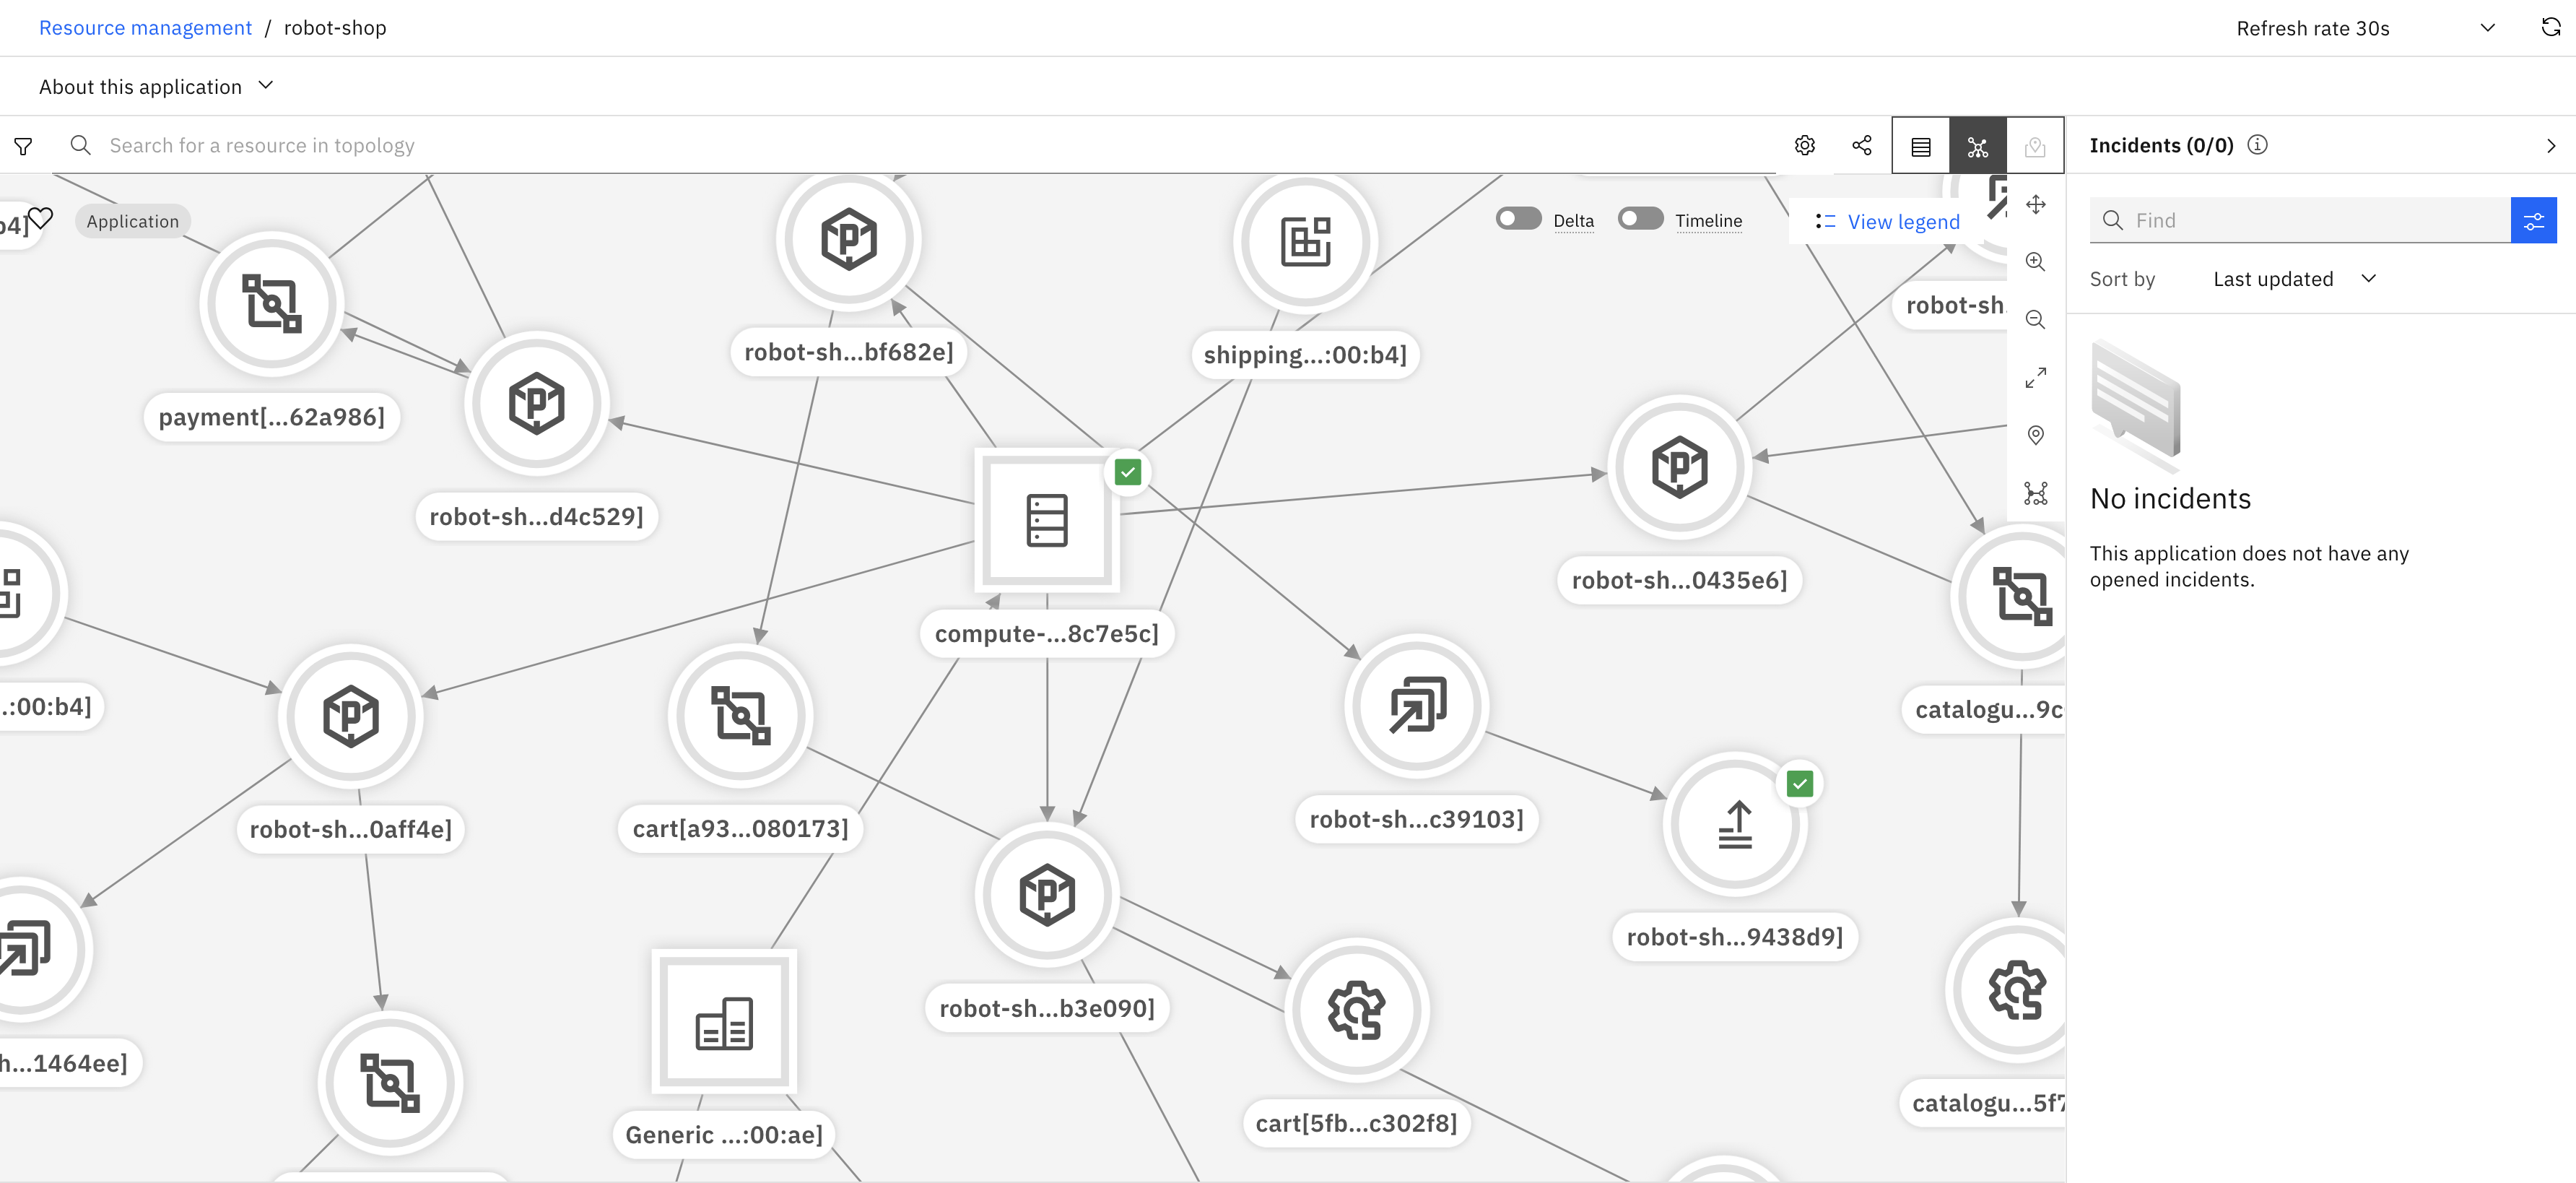 Resource management / robot-shop
Refresh rate 30s
About this application
Search for a resource in topology
Incidents (0/0)
b4]
Application
Delta
Timeline
View legend
Find
Sort by
Last updated
robot-sh.
robot-sh...bf682e]
shipping...:00:b4]
payment[...62a986]
robot-sh...d4c529]
No incidents
This application does not have any
opened incidents.
robot-sh...0435e6]
compute-...8c7e5c]
.:00:b4]
catalogu...9c
robot-sh...0aff4e]
cart[a93...080173]
robot-sh...c39103]
robot-sh...9438d9]
robot-sh...b3e090]
h...1464ee]
catalogu...5f7
Generic ...:00:ae]
cart[5fb...c302f8]